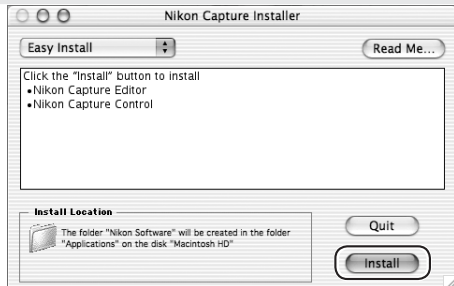 Nikon Capture Installer
Easy Install
Read Me...
Click the "Install" button to install
•Nikon Capture Editor
•Nikon Capture Control
Install Location
The folder "Nikon Software" will be created in the folder
"Applications" on the disk "Macintosh HD"
Quit
Install